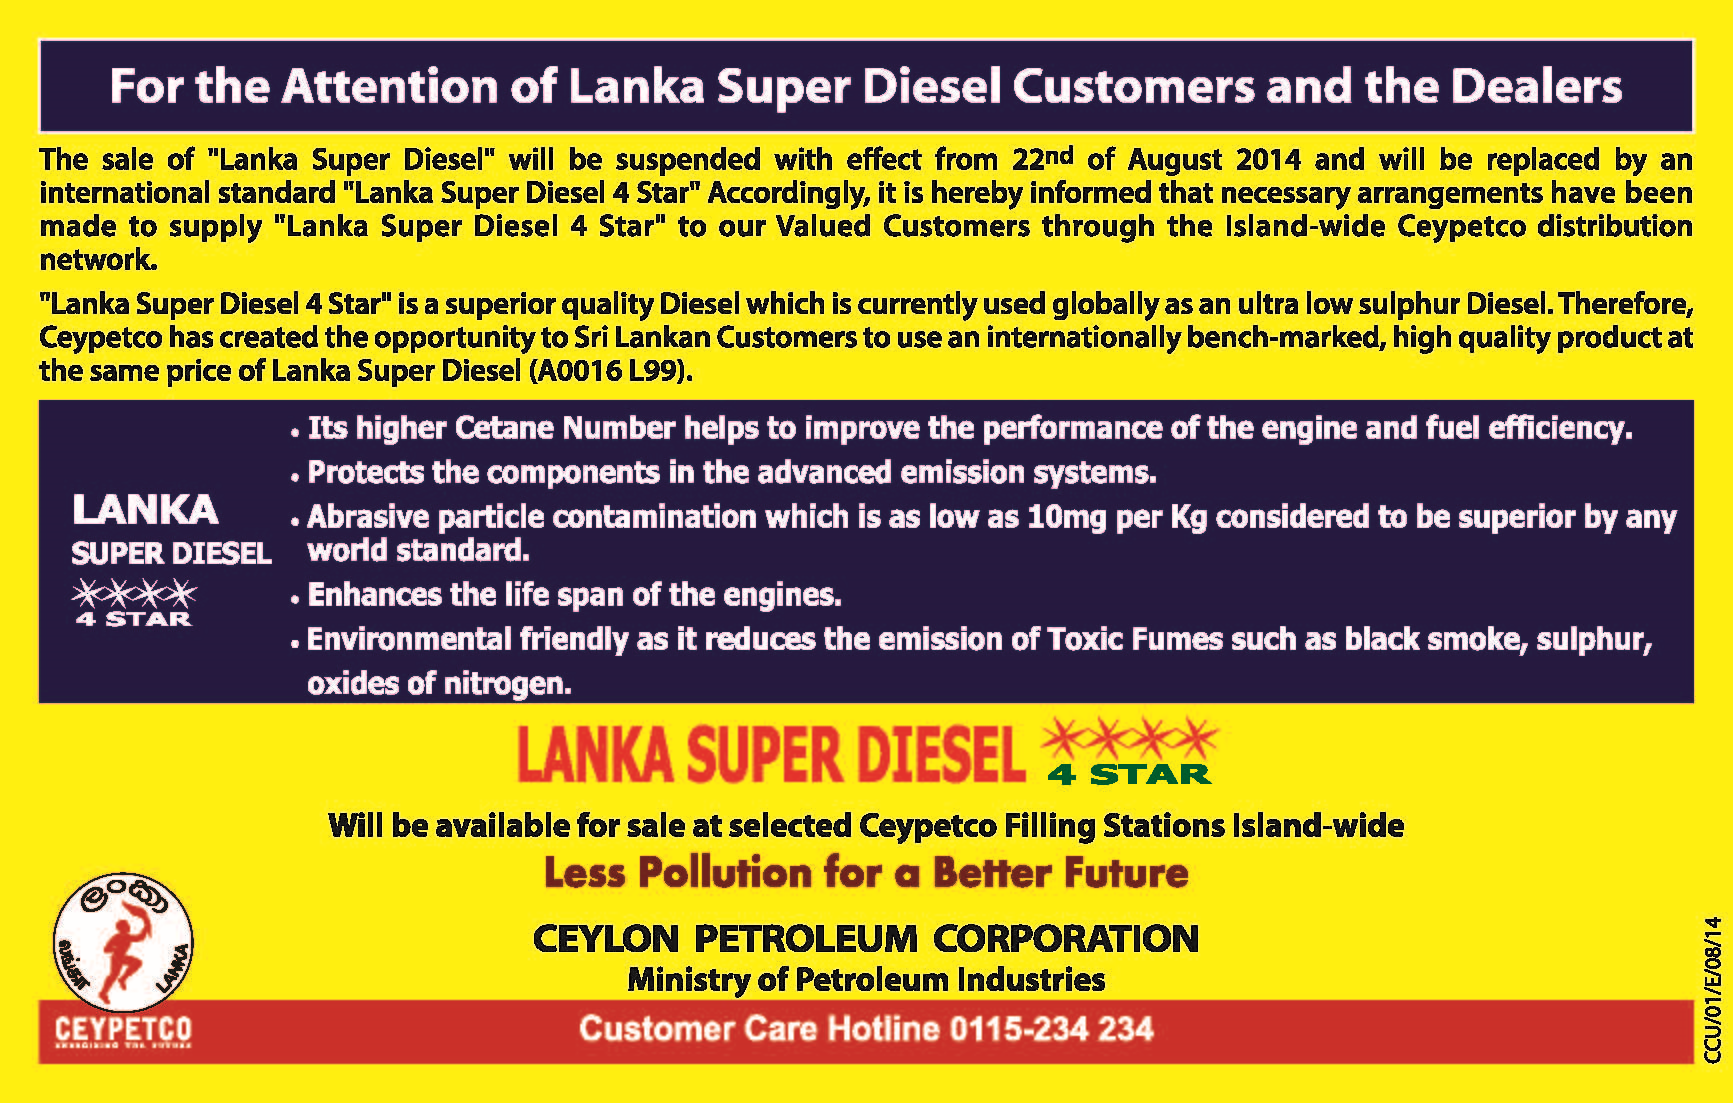 For the Attention of Lanka Super Diesel Customers and the Dealers
The sale of "Lanka Super Diesel" will be suspended with effect from 22nd of August 2014 and will be replaced by an
international standard "Lanka Super Diesel 4 Star" Accordingly, it is hereby informed that necessary arrangements have been
made to supply "Lanka Super Diesel 4 Star" to our Valued Customers through the Island-wide Ceypetco distribution
network.
"Lanka Super Diesel 4 Star" is a superior quality Diesel which is currently used globally as an ultra low sulphur Diesel. Therefore,
Ceypetco has created the opportunity to Sri Lankan Customers to use an internationally bench-marked, high quality product at
the same price of Lanka Super Diesel (A0016 L99).
LANKA
SUPER DIESEL
4 STAR
• Its higher Cetane Number helps to improve the performance of the engine and fuel efficiency.
• Protects the components in the advanced emission systems.
• Abrasive particle contamination which is as low as 10mg per Kg considered to be superior by any
world standard.
• Enhances the life span of the engines.
• Environmental friendly as it reduces the emission of Toxic Fumes such as black smoke, sulphur,
oxides of nitrogen.
LANKA SUPER DIESEL
4 STAR
Will be available for sale at selected Ceypetco Filling Stations Island-wide
Less Pollution for a Better Future
CEYLON PETROLEUM CORPORATION
Ministry of Petroleum Industries
ලංකා
லங்கா
LANKA
CEYPETCO
ENERGISING THE FUTURE
Customer Care Hotline 0115-234 234
CCU/01/E/08/14